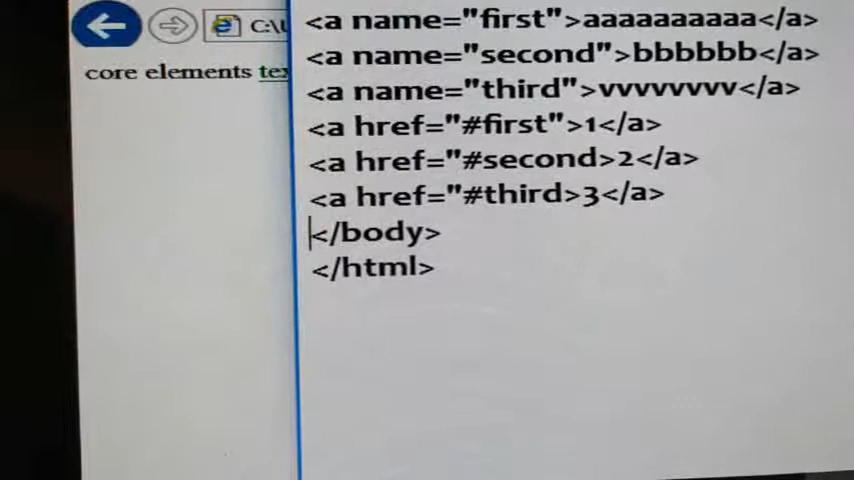 C:\
core elements
<a name="first">aaaaaaaaaaa</a>
<a name="second">bbbbbb</a>
<a name="third">vvvvvvvv</a>
<a href="#first">1</a>
<a href="#second>2</a>
<a href="#third>3</a>
</body>
</html>